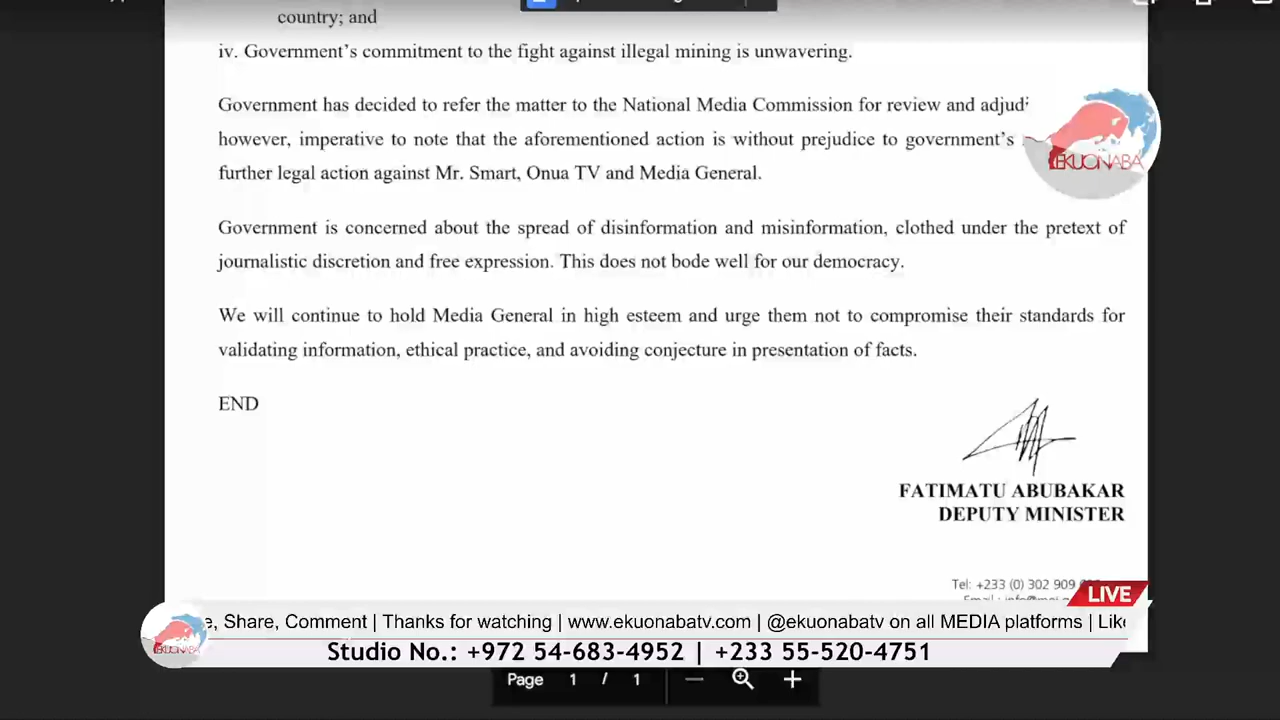 country; and
iv. Government's commitment to the fight against illegal mining is unwavering.
Government has decided to refer the matter to the National Media Commission for review and
however, imperative to note that the aforementioned action is without prejudice to government's
further legal action against Mr. Smart, Onua TV and Media General.
Government is concerned about the spread of disinformation and misinformation, clothed under the pretext of
journalistic discretion and free expression. This does not bode well for our democracy.
We will continue to hold Media General in high esteem and urge them not to compromise their standards for
validating information, ethical practice, and avoiding conjecture in presentation of facts.
END
FATIMATU ABUBAKAR
DEPUTY MINISTER
Tel: +233 (0) 302 909
LIVE
Share, Comment | Thanks for watching | www.ekuonabatv.com | @ekuonabatv on all MEDIA platforms |
Studio No.: +972 54-683-4952 | +233 55-520-4751
EKUONABA
EKUONABA
Page 1 / 1